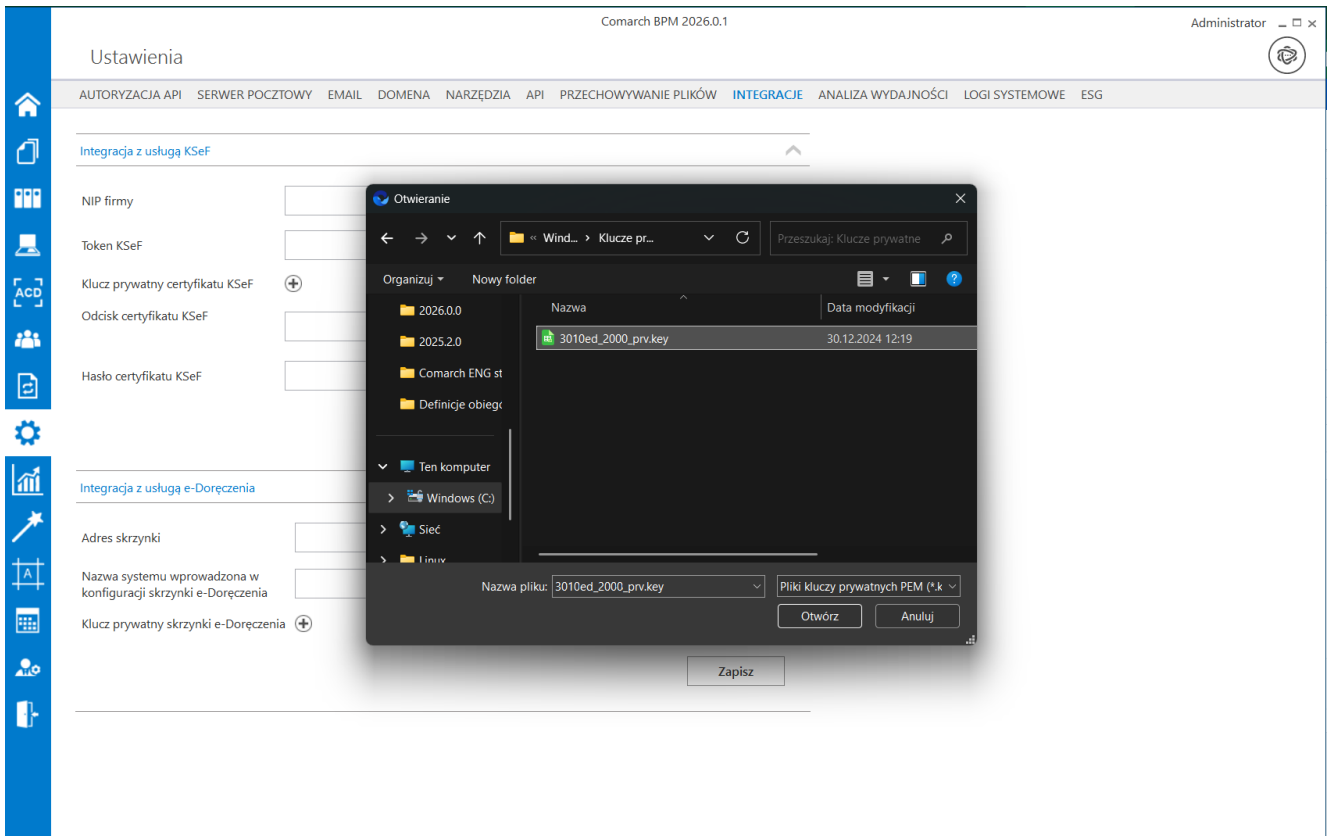 Comarch BPM 2026.0.1
Administrator
Ustawienia
AUTORYZACJA API SERWER POCZTOWY EMAIL DOMENA NARZĘDZIA API PRZECHOWYWANIE PLIKÓW INTEGRACJE ANALIZA WYDAJNOŚCI LOGI SYSTEMOWE ESG
Integracja z usługą KSeF
NIP firmy
Token KSeF
Klucz prywatny certyfikatu KSeF
Odcisk certyfikatu KSeF
Hasło certyfikatu KSeF
Integracja z usługą e-Doręczenia
Adres skrzynki
Nazwa systemu wprowadzona w
konfiguracji skrzynki e-Doręczenia
Klucz prywatny skrzynki e-Doręczenia
Zapisz
Otwieranie
« Wind... › Klucze pr...
Przeszukaj: Klucze prywatne
Organizuj Nowy folder
2026.0.0
2025.2.0
Comarch ENG st
Definicje obieg
Ten komputer
Windows (C:)
Sieć
Linux
Nazwa Data modyfikacji
3010ed_2000_prv.key 30.12.2024 12:19
Nazwa pliku: 3010ed_2000_prv.key Pliki kluczy prywatnych PEM (*.k
Otwórz Anuluj
ACD
A